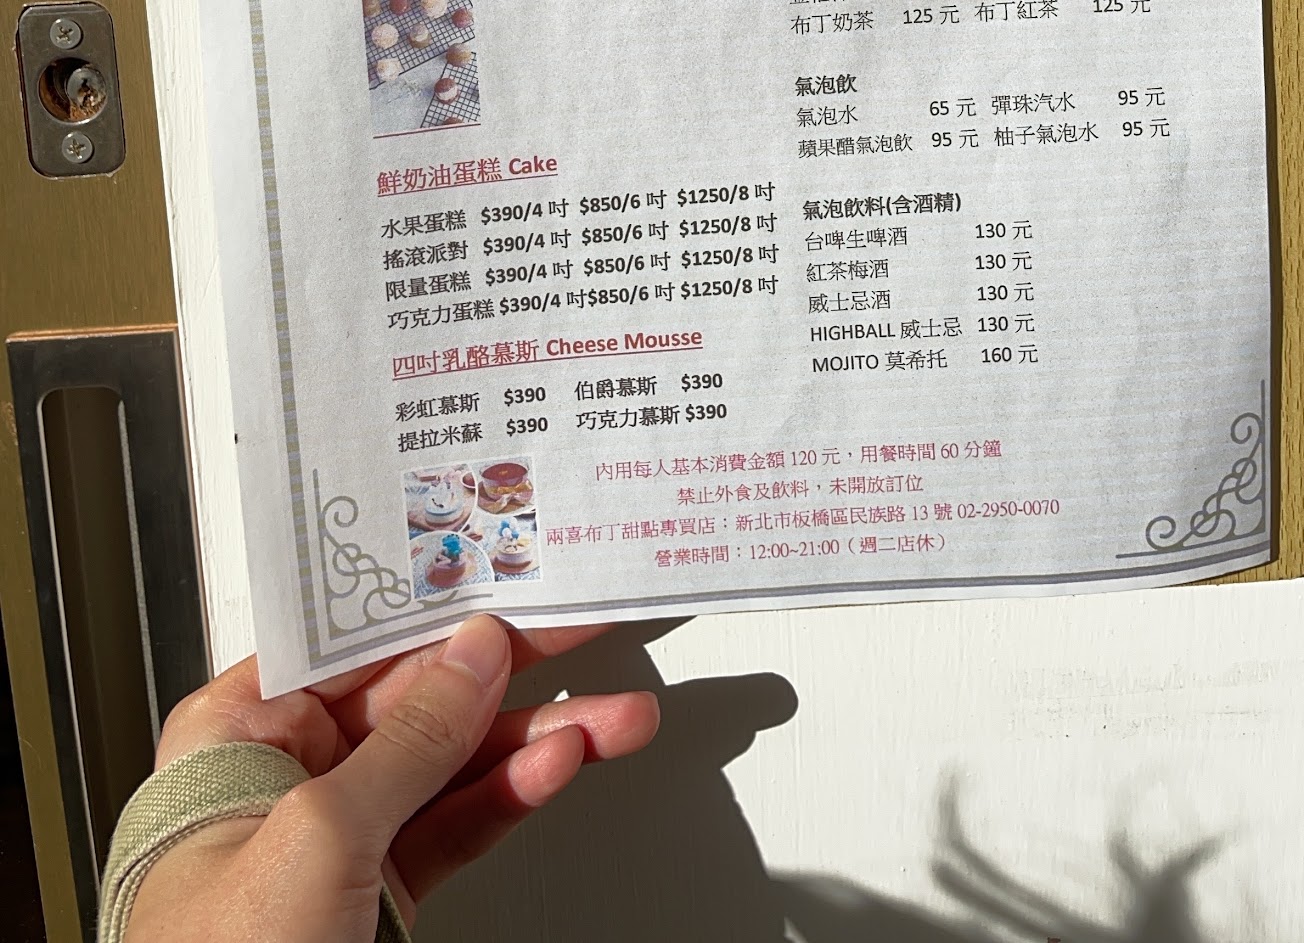 鮮奶油蛋糕 Cake
水果蛋糕 $390/4 吋 $850/6 吋 $1250/8 吋
搖滾派對 $390/4 吋 $850/6 吋 $1250/8 吋
限量蛋糕 $390/4 吋 $850/6 吋 $1250/8 吋
巧克力蛋糕 $390/4 吋$850/6 吋 $1250/8 吋
四吋乳酪慕斯 Cheese Mousse
彩虹慕斯 $390 伯爵慕斯 $390
提拉米蘇 $390 巧克力慕斯 $390
布丁奶茶 125 元 布丁紅茶 125 元
氣泡飲
氣泡水 65 元 彈珠汽水 95 元
蘋果醋氣泡飲 95 元 柚子氣泡水 95 元
氣泡飲料(含酒精)
台啤生啤酒 130 元
紅茶梅酒 130 元
威士忌酒 130 元
HIGHBALL 威士忌 130 元
MOJITO 莫希托 160 元
內用每人基本消費金額 120 元，用餐時間 60 分鐘
禁止外食及飲料，未開放訂位
兩喜布丁甜點專買店：新北市板橋區民族路 13 號 02-2950-0070
營業時間：12:00~21:00（週二店休）